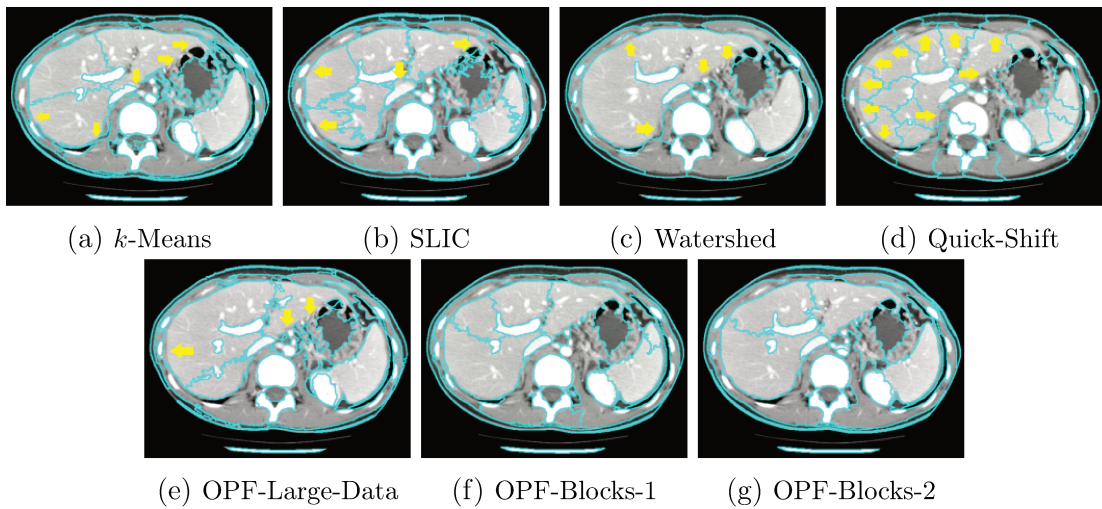 (a) k-Means
(b) SLIC
(c) Watershed
(d) Quick-Shift
(e) OPF-Large-Data
(f) OPF-Blocks-1
(g) OPF-Blocks-2